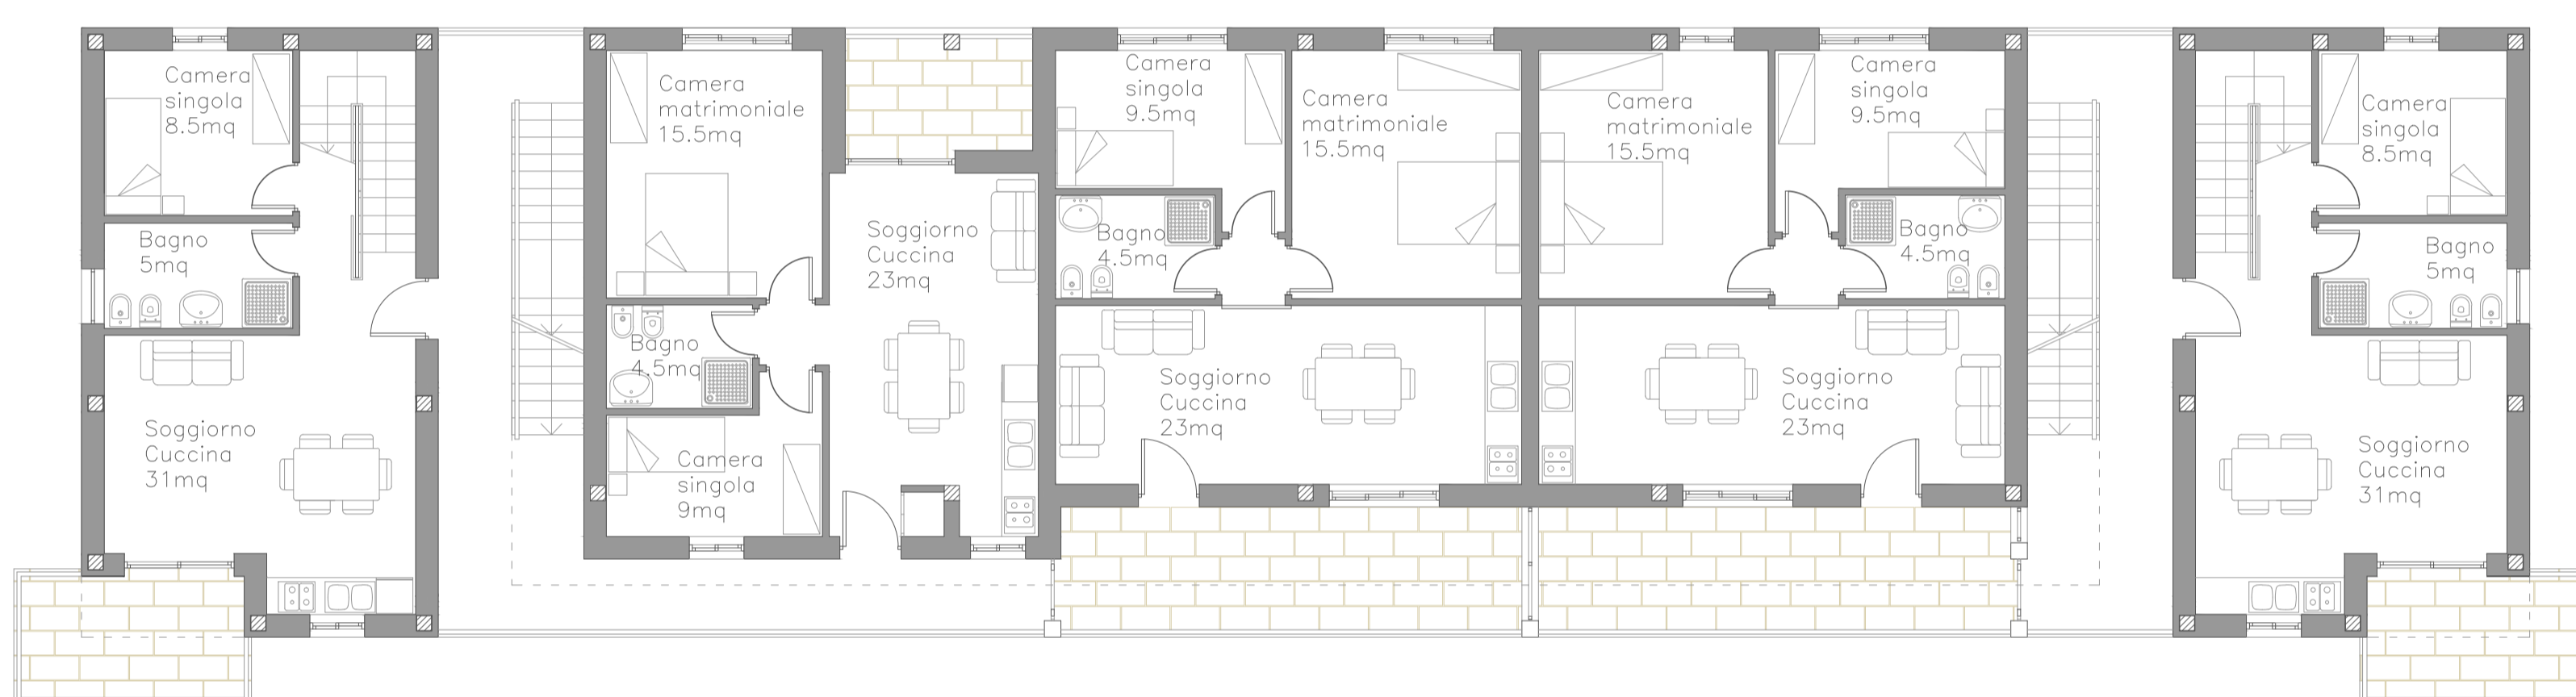 Camera
singola
8.5mq
Bagno
5mq
Soggiorno
Cuccina
31mq
Camera
matrimoniale
15.5mq
Soggiorno
Cuccina
23mq
Bagno
4.5mq
Camera
singola
9mq
Camera
singola
9.5mq
Camera
matrimoniale
15.5mq
Bagno
4.5mq
Soggiorno
Cuccina
23mq
Camera
matrimoniale
15.5mq
Camera
singola
9.5mq
Bagno
4.5mq
Soggiorno
Cuccina
23mq
Camera
singola
8.5mq
Bagno
5mq
Soggiorno
Cuccina
31mq